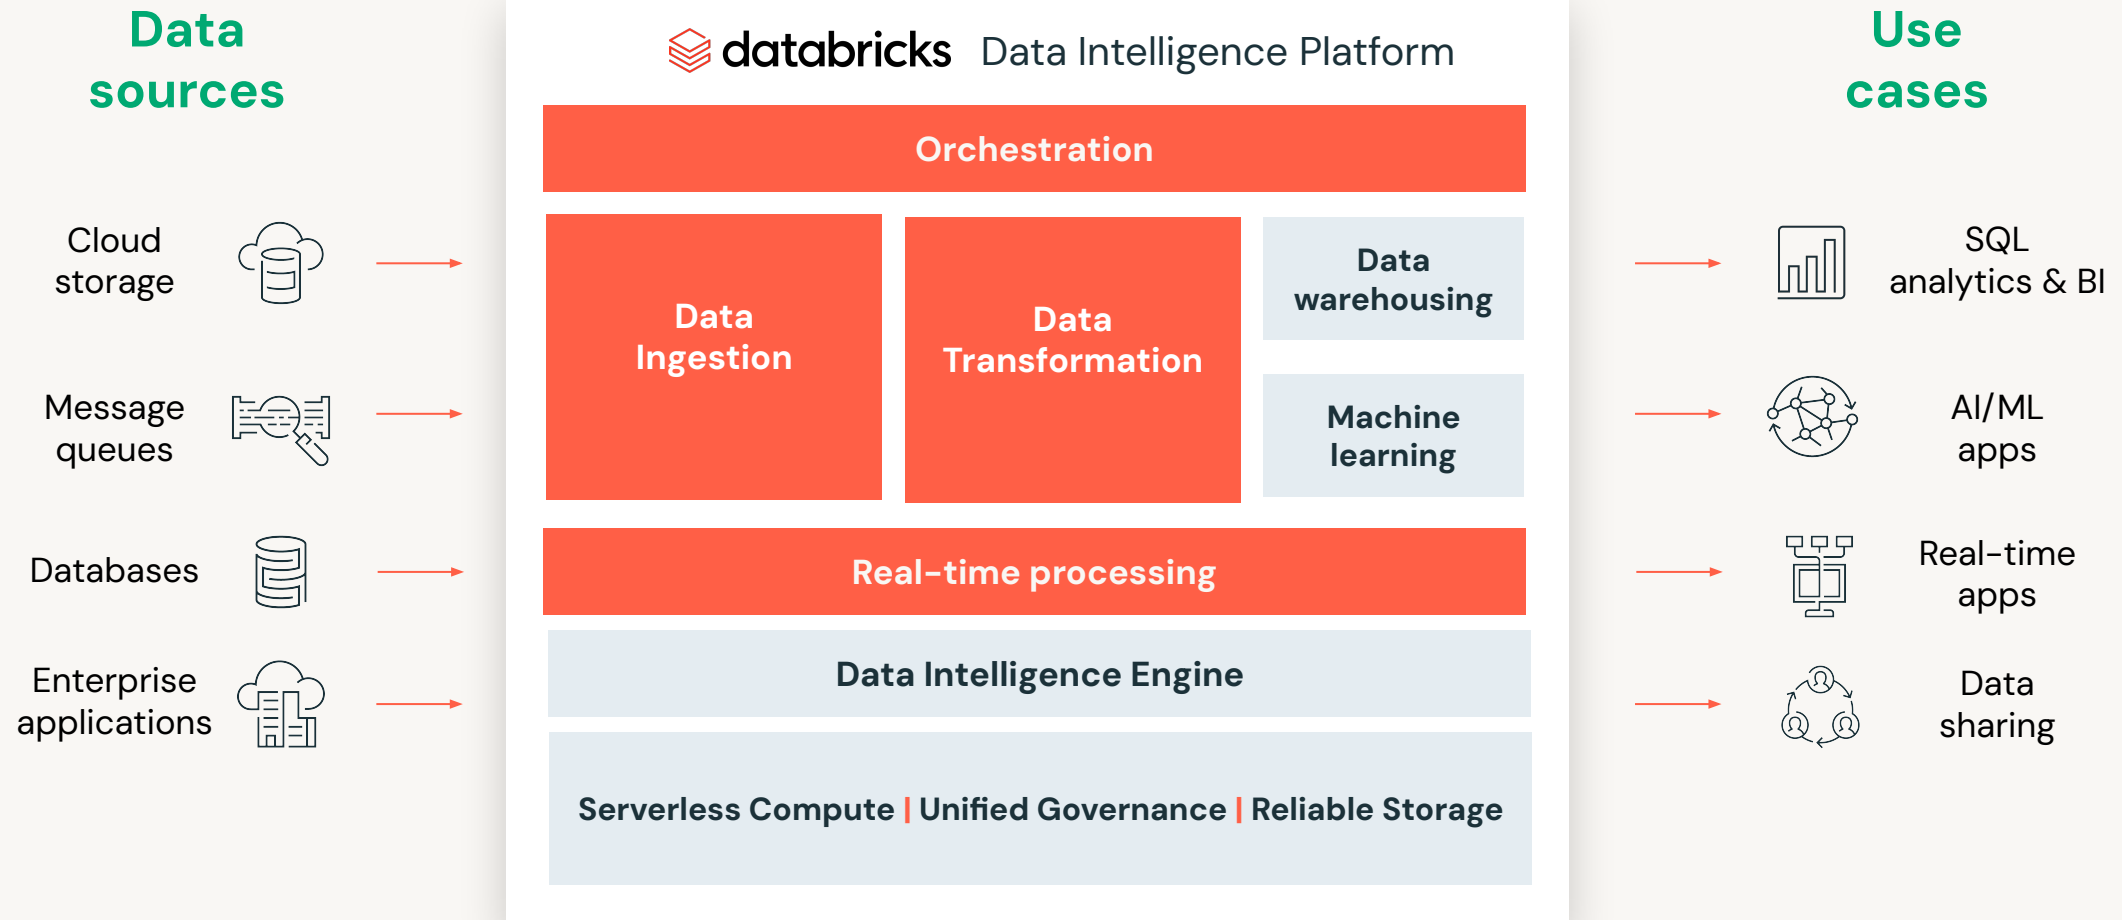 Data
sources
Cloud
storage
Message
queues
Databases
Enterprise
applications
databricks Data Intelligence Platform
Orchestration
Data
Ingestion
Data
Transformation
Data
warehousing
Machine
learning
Real-time processing
Data Intelligence Engine
Serverless Compute | Unified Governance | Reliable Storage
Use
cases
SQL
analytics & BI
AI/ML
apps
Real-time
apps
Data
sharing